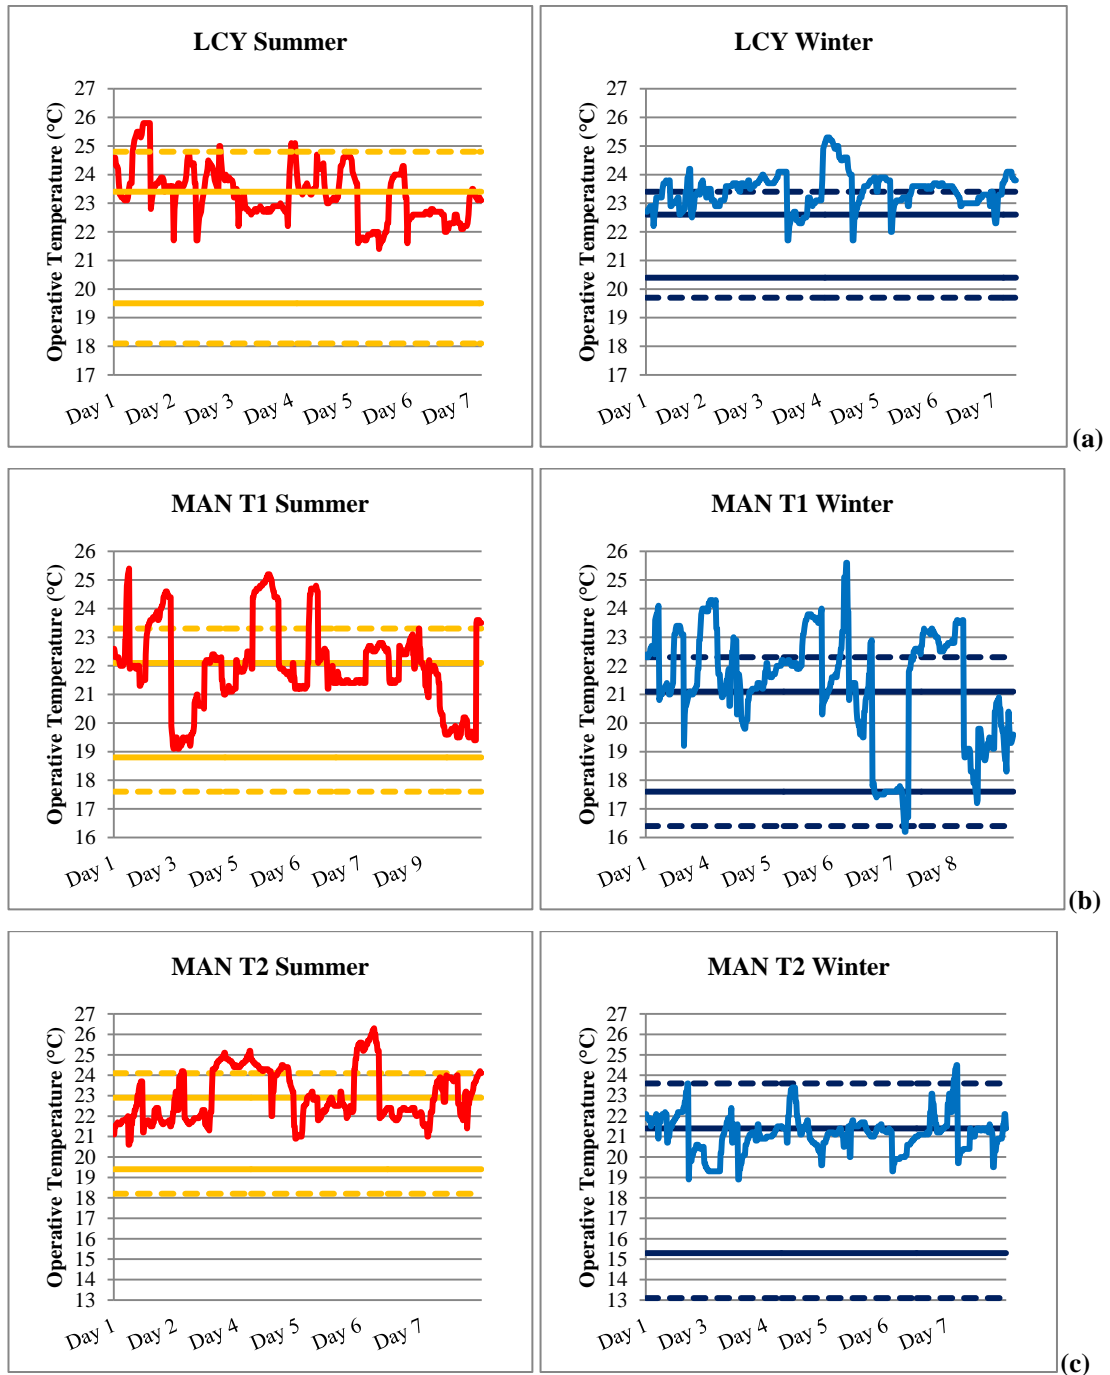 LCY Summer
Operative Temperature (°C)
27
26
25
24
23
22
21
20
19
18
17
Day 1
Day 2
Day 3
Day 4
Day 5
Day 6
Day 7
LCY Winter
Operative Temperature (°C)
27
26
25
24
23
22
21
20
19
18
17
Day 1
Day 2
Day 3
Day 4
Day 5
Day 6
Day 7
(a)
MAN T1 Summer
Operative Temperature (°C)
26
25
24
23
22
21
20
19
18
17
16
Day 1
Day 3
Day 5
Day 6
Day 7
Day 9
MAN T1 Winter
Operative Temperature (°C)
26
25
24
23
22
21
20
19
18
17
16
Day 1
Day 4
Day 5
Day 6
Day 7
Day 8
(b)
MAN T2 Summer
Operative Temperature (°C)
27
26
25
24
23
22
21
20
19
18
17
16
15
14
13
Day 1
Day 2
Day 4
Day 5
Day 6
Day 7
MAN T2 Winter
Operative Temperature (°C)
27
26
25
24
23
22
21
20
19
18
17
16
15
14
13
Day 1
Day 3
Day 4
Day 5
Day 6
Day 7
(c)